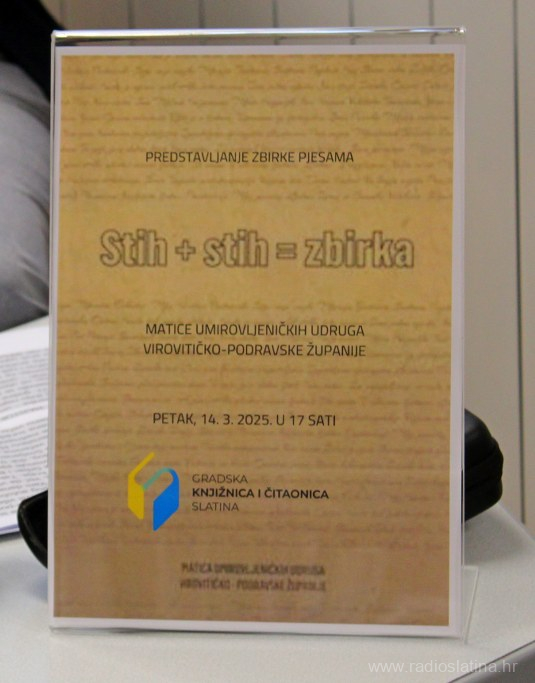 PREDSTAVLJANJE ZBIRKE PJESAMA
Stih + stih = zbirka
MATICE UMIROVLJENIČKIH UDRUGA
VIROVITIČKO-PODRAVSKE ŽUPANIJE
PETAK, 14. 3. 2025. U 17 SATI
GRADSKA
KNJIŽNICA I ČITAONICA
SLATINA
MATICA UMIROVLJENIČKIH UDRUGA
VIROVITIČKO - PODRAVSKE ŽUPANIJE
www.radioslatina.hr